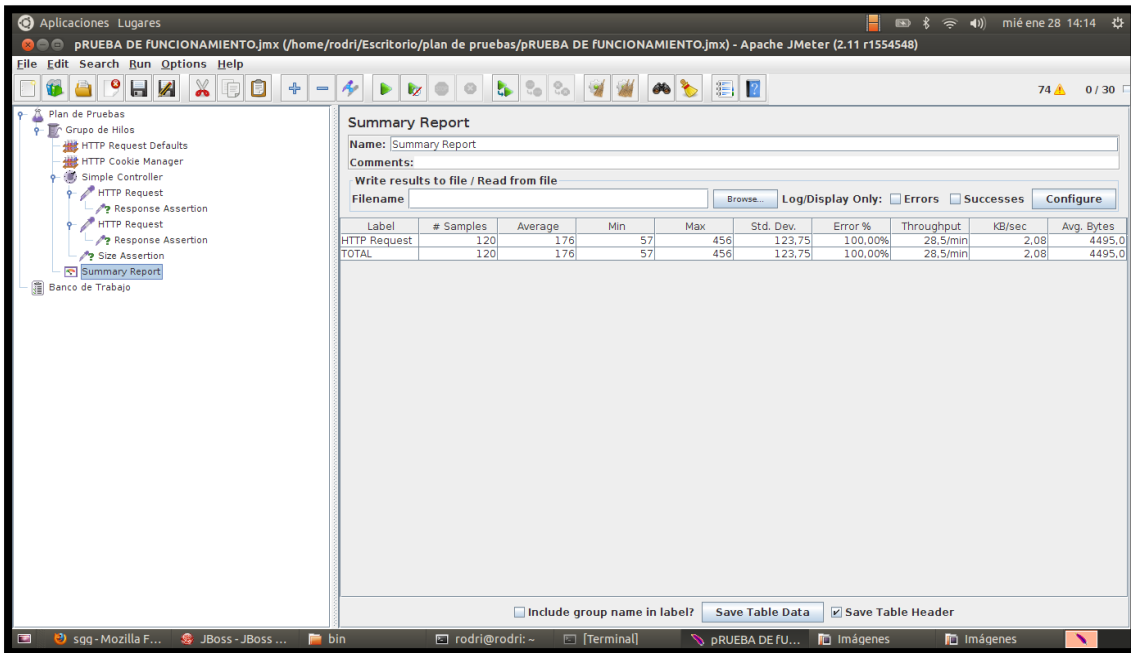 Aplicaciones Lugares
mié ene 28 14:14
pRUEBA DE fUNCIONAMIENTO.jmx (/home/rodri/Escritorio/plan de pruebas/pRUEBA DE fUNCIONAMIENTO.jmx) - Apache JMeter (2.11 r1554548)
File Edit Search Run Options Help
74 0 / 30
Plan de Pruebas
Grupo de Hilos
HTTP Request Defaults
HTTP Cookie Manager
Simple Controller
HTTP Request
Response Assertion
HTTP Request
Response Assertion
Size Assertion
Summary Report
Banco de Trabajo
Summary Report
Name: Summary Report
Comments:
Write results to file / Read from file
Filename Browse... Log/Display Only: Errors Successes Configure
Label # Samples Average Min Max Std. Dev. Error % Throughput KB/sec Avg. Bytes
HTTP Request 120 176 57 456 123,75 100,00% 28,5/min 2,08 4495,0
TOTAL 120 176 57 456 123,75 100,00% 28,5/min 2,08 4495,0
Include group name in label? Save Table Data Save Table Header
sgg - Mozilla F... JBoss - JBoss ... bin rodri@rodri: ~ [Terminal] pRUEBA DE fU... Imágenes Imágenes